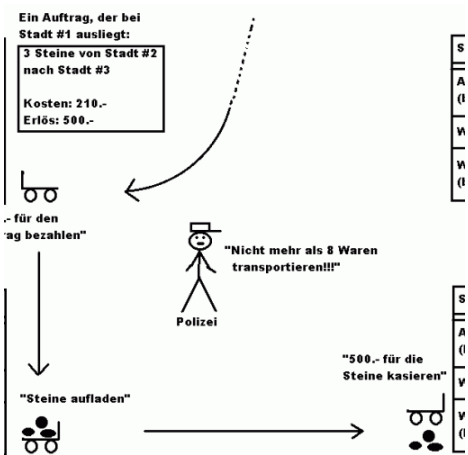 Ein Auftrag, der bei
Stadt #1 ausliegt:
3 Steine von Stadt #2
nach Stadt #3
Kosten: 210.-
Erlös: 500.-
.- für den
rag bezahlen"
"Nicht mehr als 8 Waren
transportieren!!!"
Polizei
"500.- für die
Steine kasieren"
"Steine aufladen"